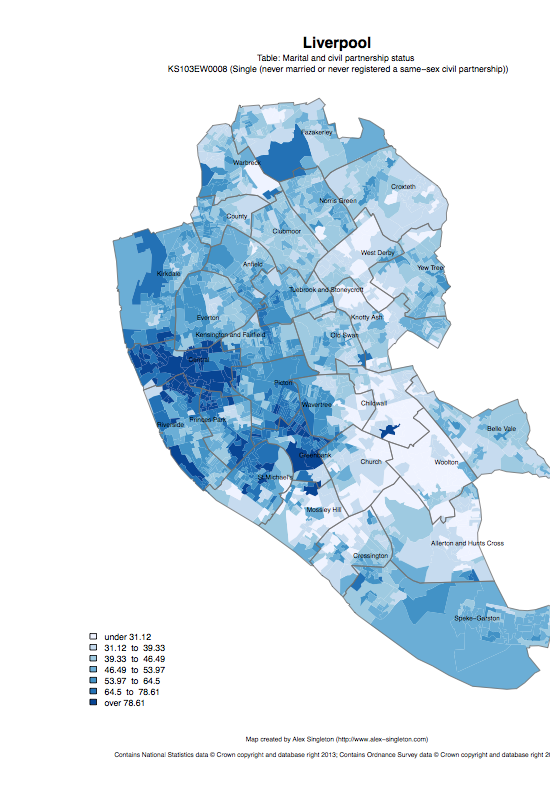 Liverpool
Table: Marital and civil partnership status
KS103EW0008 (Single (never married or never registered a same−sex civil partnership))
Fazakerley
Warbreck
Croxteth
Norris Green
County
Clubmoor
West Derby
Anfield
Yew Tree
Kirkdale
Tuebrook and Stoneycroft
Everton
Knotty Ash
Kensington and Fairfield
Old Swan
Central
Picton
Wavertree
Childwall
Princes Park
Riverside
Belle Vale
Greenbank
Church
Woolton
St Michael's
Mossley Hill
Allerton and Hunts Cross
Cressington
Speke−Garston
under 31.12
31.12 to 39.33
39.33 to 46.49
46.49 to 53.97
53.97 to 64.5
64.5 to 78.61
over 78.61
Map created by Alex Singleton (http://www.alex−singleton.com)
Contains National Statistics data © Crown copyright and database right 2013; Contains Ordnance Survey data © Crown copyright and database right